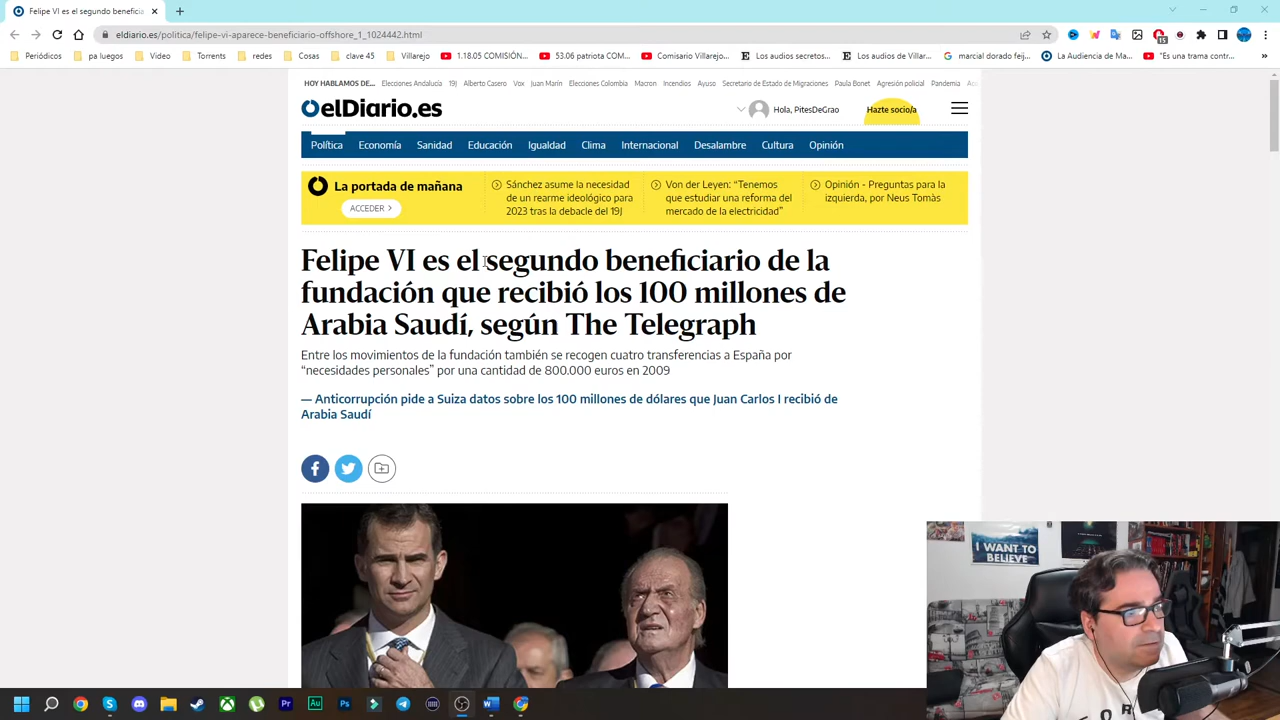 Felipe VI es el segundo beneficia
eldiario.es/politica/felipe-vi-aparece-beneficiario-offshore_1_1024442.html
Periódicos pa luegos Video Torrents redes Cosas clave 45 Villarejo 1.18.05 COMISIÓN... 53.06 patriota COM... Comisario Villarejo... Los audios secretos... Los audios de Villar... marcial dorado feij... La Audiencia de Ma... "Es una trama contr...
HOY HABLAMOS DE... Elecciones Andalucía 19J Alberto Casero Vox Juan Marín Elecciones Colombia Macron Incendios Ayuso Secretario de Estado de Migraciones Paula Bonet Agresión policial Pandemia
elDiario.es
Hola, PitesDeGrao
Hazte socio/a
Política Economía Sanidad Educación Igualdad Clima Internacional Desalambre Cultura Opinión
La portada de mañana
ACCEDER >
Sánchez asume la necesidad
de un rearme ideológico para
2023 tras la debacle del 19J
Von der Leyen: “Tenemos
que estudiar una reforma del
mercado de la electricidad”
Opinión - Preguntas para la
izquierda, por Neus Tomàs
Felipe VI es el segundo beneficiario de la
fundación que recibió los 100 millones de
Arabia Saudí, según The Telegraph
Entre los movimientos de la fundación también se recogen cuatro transferencias a España por
“necesidades personales” por una cantidad de 800.000 euros en 2009
— Anticorrupción pide a Suiza datos sobre los 100 millones de dólares que Juan Carlos I recibió de
Arabia Saudí
I WANT TO
BELIEVE